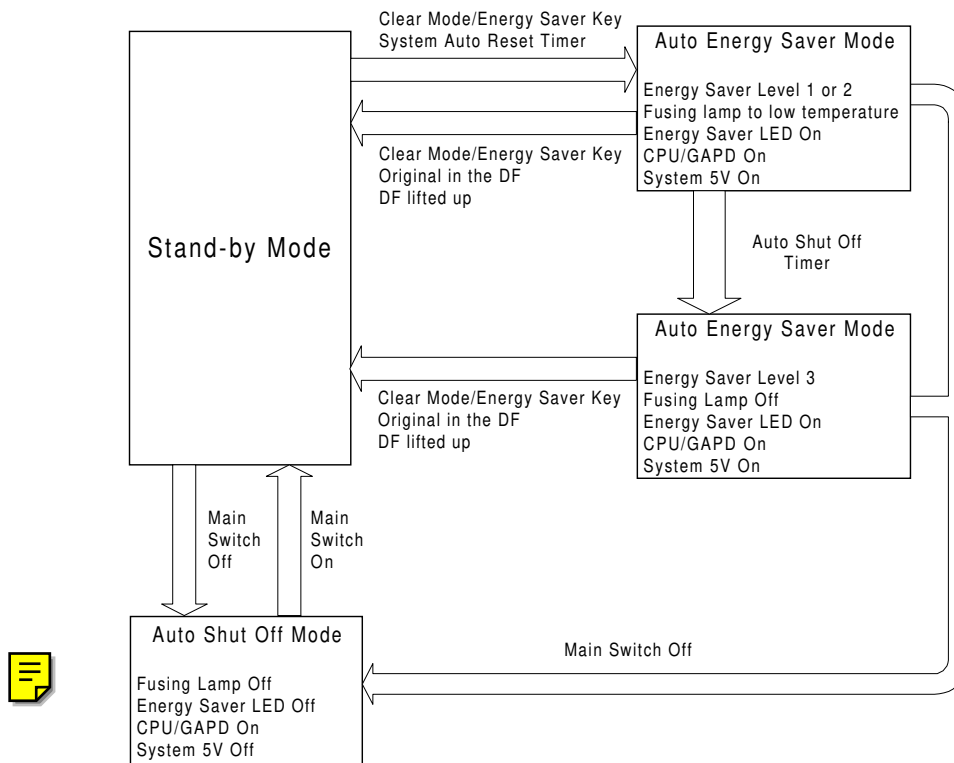 Clear Mode/Energy Saver Key
System Auto Reset Timer
Auto Energy Saver Mode
Energy Saver Level 1 or 2
Fusing lamp to low temperature
Energy Saver LED On
CPU/GAPD On
System 5V On
Clear Mode/Energy Saver Key
Original in the DF
DF lifted up
Stand-by Mode
Auto Shut Off
Timer
Auto Energy Saver Mode
Energy Saver Level 3
Fusing Lamp Off
Energy Saver LED On
CPU/GAPD On
System 5V On
Clear Mode/Energy Saver Key
Original in the DF
DF lifted up
Main
Switch
Off
Main
Switch
On
Auto Shut Off Mode
Fusing Lamp Off
Energy Saver LED Off
CPU/GAPD On
System 5V Off
Main Switch Off